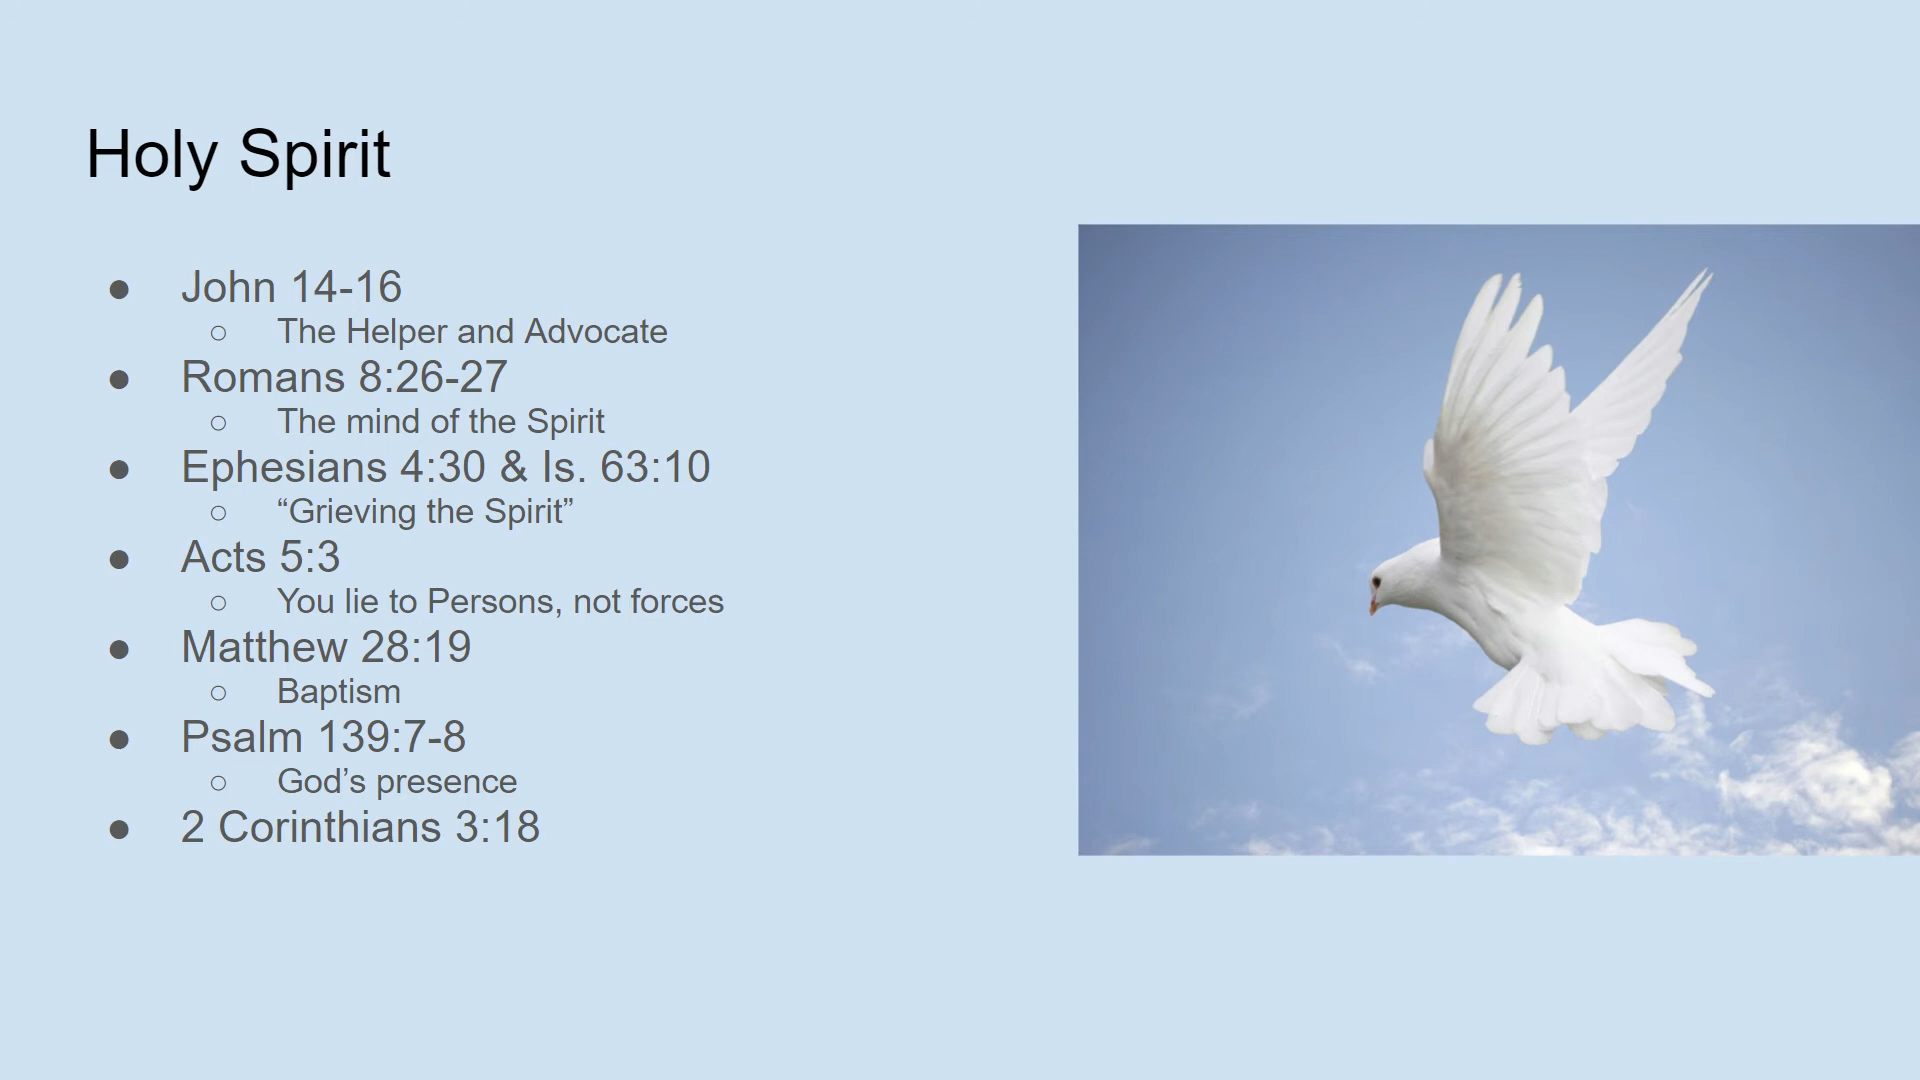 Holy Spirit
● John 14-16
○ The Helper and Advocate
● Romans 8:26-27
○ The mind of the Spirit
● Ephesians 4:30 & Is. 63:10
○ “Grieving the Spirit”
● Acts 5:3
○ You lie to Persons, not forces
● Matthew 28:19
○ Baptism
● Psalm 139:7-8
○ God’s presence
● 2 Corinthians 3:18